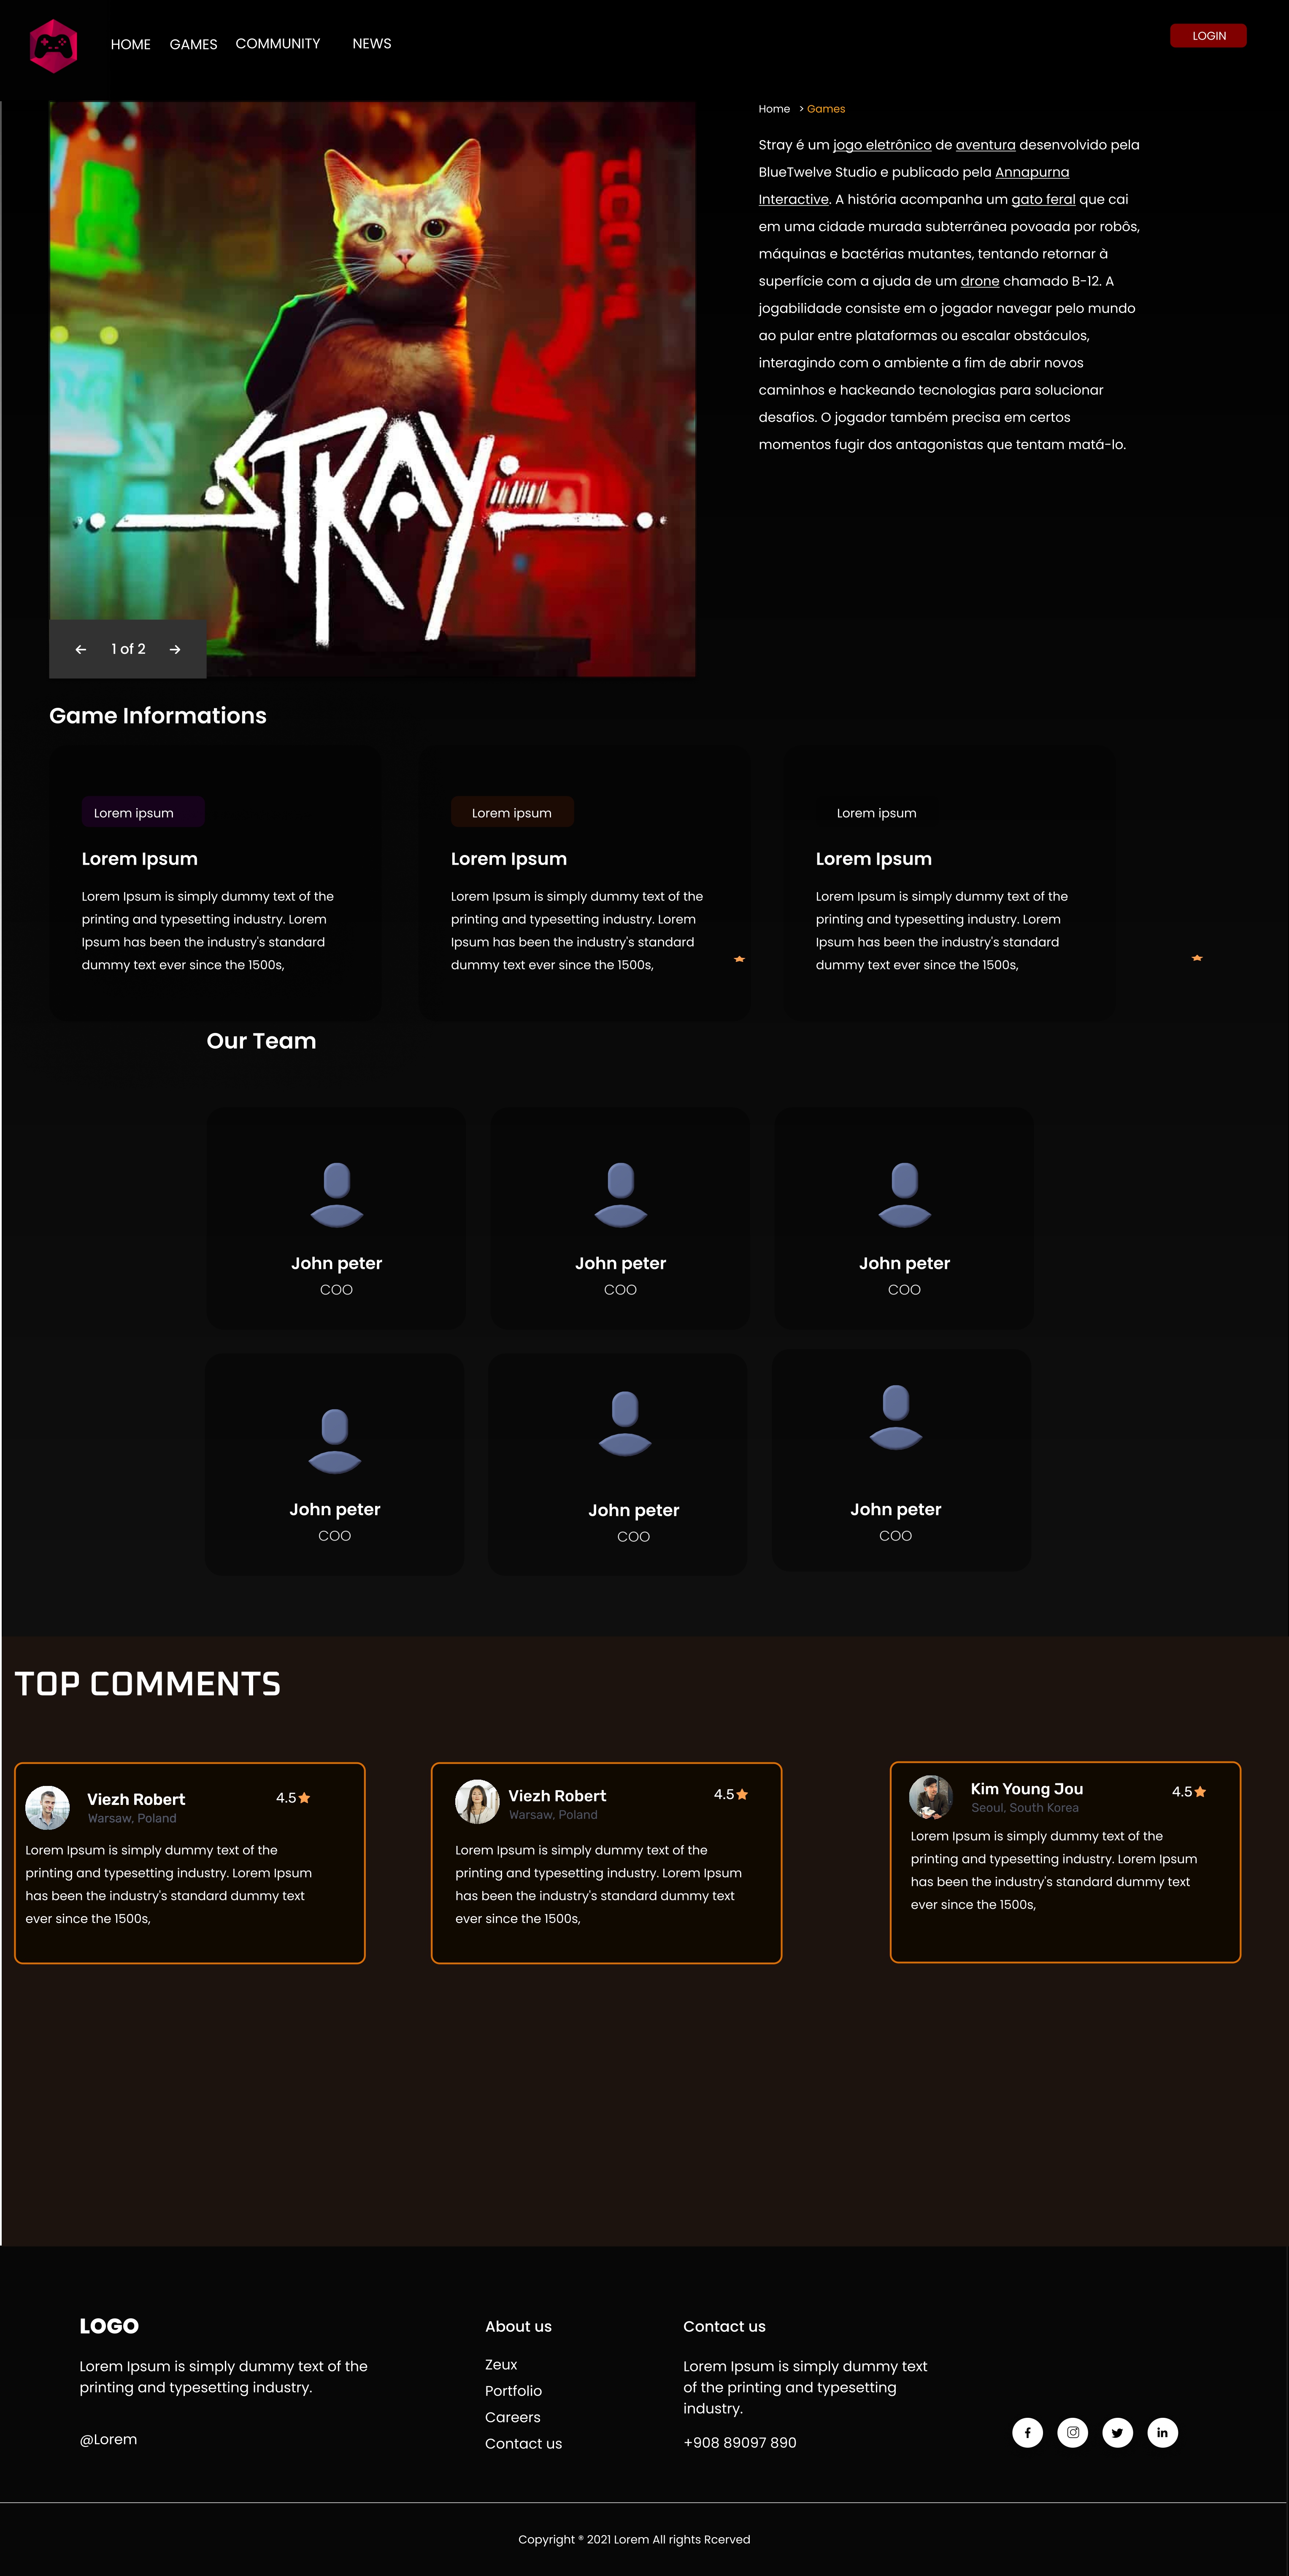 HOME GAMES COMMUNITY NEWS
LOGIN
Home > Games
Stray é um jogo eletrônico de aventura desenvolvido pela
BlueTwelve Studio e publicado pela Annapurna
Interactive. A história acompanha um gato feral que cai
em uma cidade murada subterrânea povoada por robôs,
máquinas e bactérias mutantes, tentando retornar à
superfície com a ajuda de um drone chamado B-12. A
jogabilidade consiste em o jogador navegar pelo mundo
ao pular entre plataformas ou escalar obstáculos,
interagindo com o ambiente a fim de abrir novos
caminhos e hackeando tecnologias para solucionar
desafios. O jogador também precisa em certos
momentos fugir dos antagonistas que tentam matá-lo.
STRAY
1 of 2
Game Informations
Lorem ipsum
Lorem Ipsum
Lorem Ipsum is simply dummy text of the
printing and typesetting industry. Lorem
Ipsum has been the industry's standard
dummy text ever since the 1500s,
Lorem ipsum
Lorem Ipsum
Lorem Ipsum is simply dummy text of the
printing and typesetting industry. Lorem
Ipsum has been the industry's standard
dummy text ever since the 1500s,
Lorem ipsum
Lorem Ipsum
Lorem Ipsum is simply dummy text of the
printing and typesetting industry. Lorem
Ipsum has been the industry's standard
dummy text ever since the 1500s,
Our Team
John peter
COO
John peter
COO
John peter
COO
John peter
COO
John peter
COO
John peter
COO
TOP COMMENTS
Viezh Robert
Warsaw, Poland
4.5
Lorem Ipsum is simply dummy text of the
printing and typesetting industry. Lorem Ipsum
has been the industry's standard dummy text
ever since the 1500s,
Viezh Robert
Warsaw, Poland
4.5
Lorem Ipsum is simply dummy text of the
printing and typesetting industry. Lorem Ipsum
has been the industry's standard dummy text
ever since the 1500s,
Kim Young Jou
Seoul, South Korea
4.5
Lorem Ipsum is simply dummy text of the
printing and typesetting industry. Lorem Ipsum
has been the industry's standard dummy text
ever since the 1500s,
LOGO
Lorem Ipsum is simply dummy text of the
printing and typesetting industry.
@Lorem
About us
Zeux
Portfolio
Careers
Contact us
Contact us
Lorem Ipsum is simply dummy text
of the printing and typesetting
industry.
+908 89097 890
Copyright ® 2021 Lorem All rights Rcerved